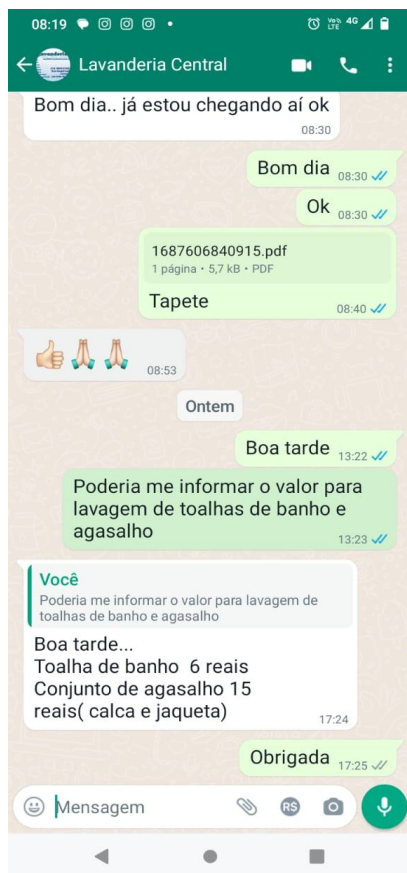 08:19
Vo)) LTE 4G
Lavanderia Central
Bom dia.. já estou chegando aí ok
08:30
Bom dia 08:30
Ok 08:30
1687606840915.pdf
1 página • 5,7 kB • PDF
Tapete
08:40
08:53
Ontem
Boa tarde 13:22
Poderia me informar o valor para
lavagem de toalhas de banho e
agasalho
13:23
Você
Poderia me informar o valor para lavagem de
toalhas de banho e agasalho
Boa tarde...
Toalha de banho 6 reais
Conjunto de agasalho 15
reais( calca e jaqueta)
17:24
Obrigada 17:25
Mensagem
R$